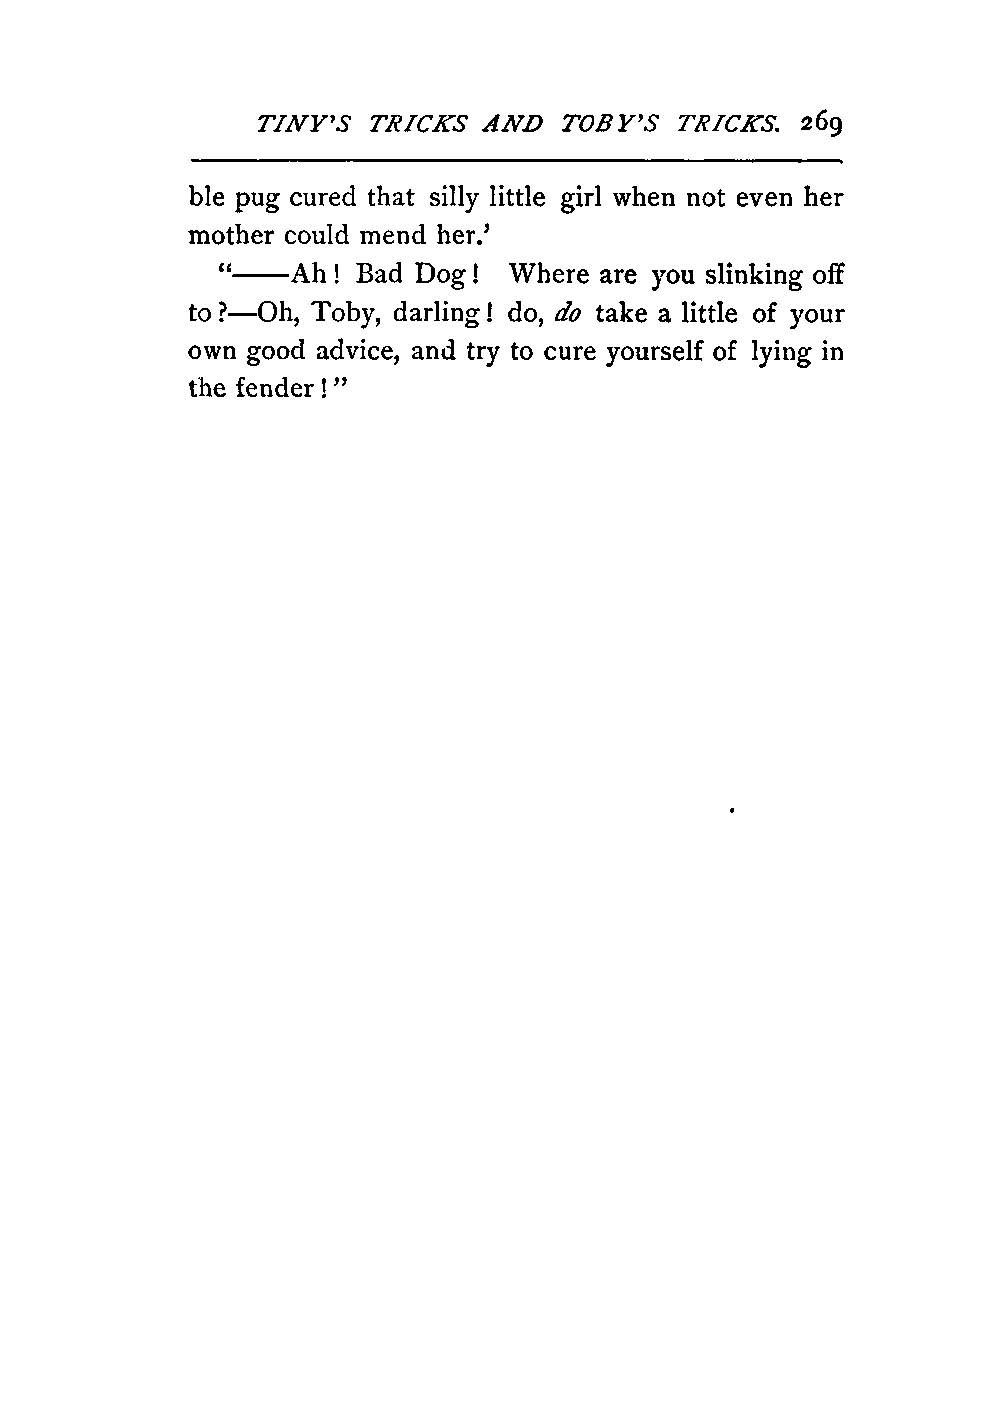 TINY'S TRICKS AND TOBY'S TRICKS. 269
ble pug cured that silly little girl when not even her
mother could mend her.'
"——Ah! Bad Dog! Where are you slinking off
to?—Oh, Toby, darling! do, do take a little of your
own good advice, and try to cure yourself of lying in
the fender!"